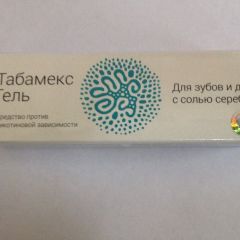 Табамекс
Гель
средство против
никотиновой зависимости
Для зубов и д
с солью сереб